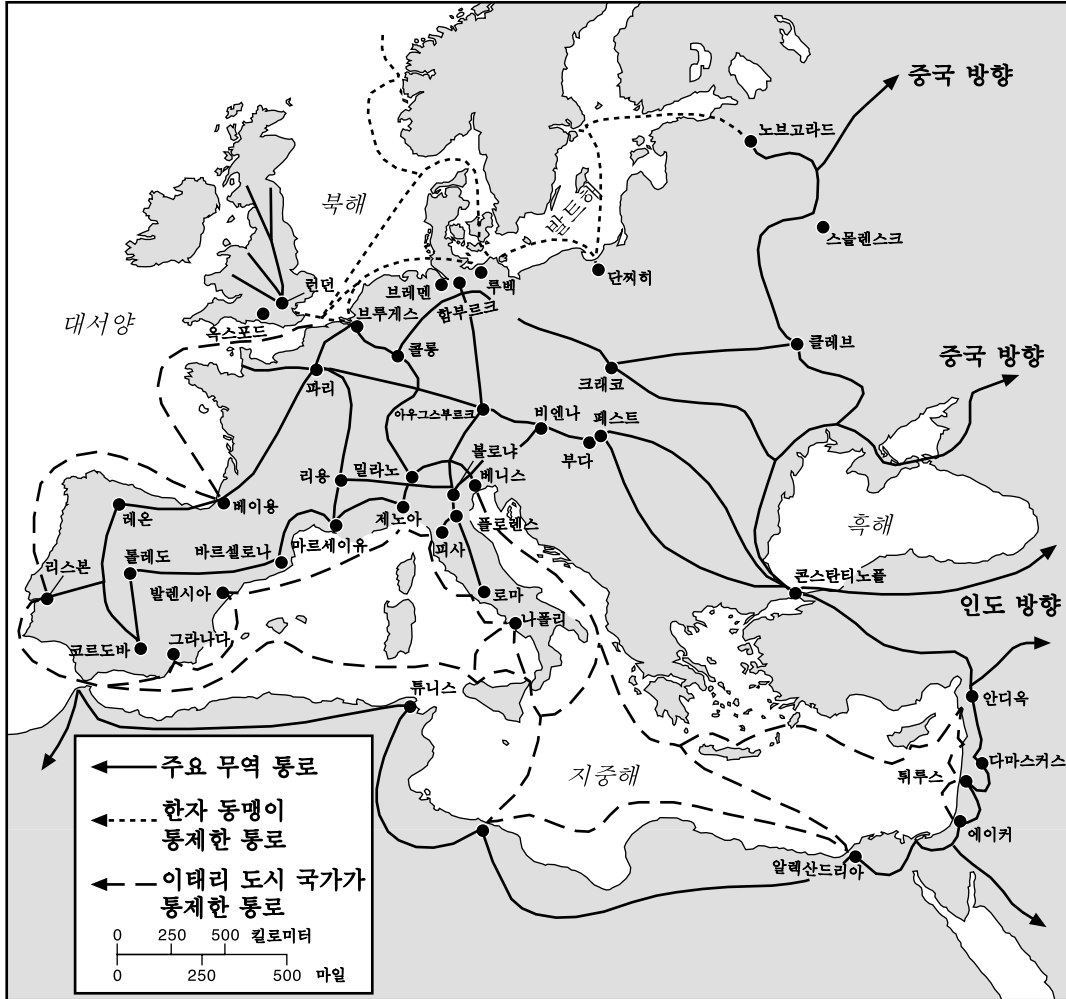 중국 방향
노브고라드
북해
발트해
스몰렌스크
단찌히
루벡
브레멘
함부르크
런던
대서양
옥스포드
브루게스
콜롱
클레브
중국 방향
크래코
파리
아우그스부르크
비엔나
페스트
부다
볼로냐
베니스
리용
밀라노
베이용
레온
제노아
플로렌스
흑해
마르세이유
피사
바르셀로나
톨레도
리스본
발렌시아
로마
콘스탄티노플
인도 방향
나폴리
그라나다
코르도바
튜니스
안디옥
다마스커스
지중해
튀루스
에이커
알렉산드리아
주요 무역 통로
한자 동맹이
통제한 통로
이태리 도시 국가가
통제한 통로
0 250 500 킬로미터
0 250 500 마일